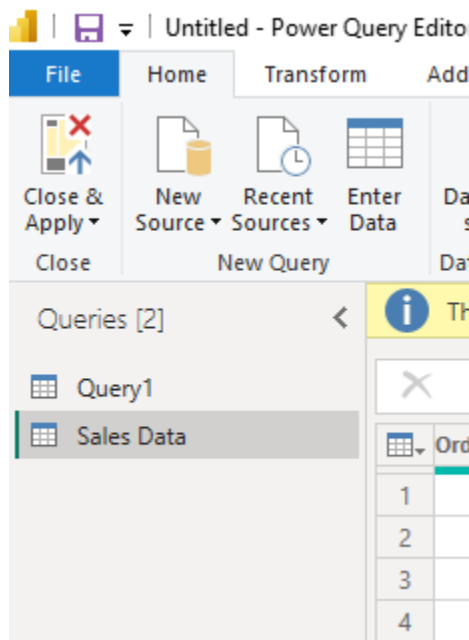 Untitled - Power Query Editor
File Home Transform Add
Close & Apply New Source Recent Sources Enter Data
Close New Query
Queries [2]
Query1
Sales Data
1
2
3
4